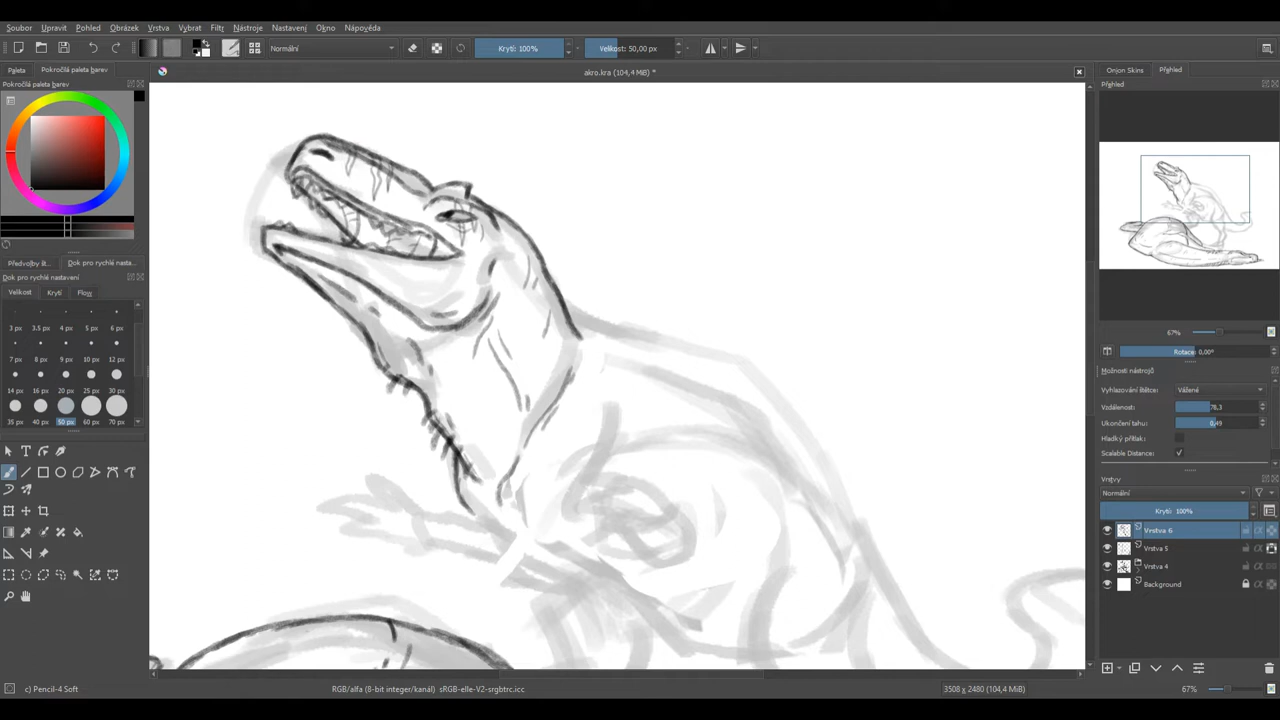 Soubor Upravit Pohled Obrázek Vrstva Vybrat Filtr Nástroje Nastavení Okno Nápověda
Normální Krytí: 100% Velikost: 50,00 px
Paleta Pokročilá paleta barev
akro.kra (104,4 MiB) *
Onion Skins Přehled
Pokročilá paleta barev
Přehled
Předvolby št... Dok pro rychlé nasta...
Dok pro rychlé nastavení
Velikost Krytí Flow
3 px 3.5 px 4 px 5 px 6 px
7 px 8 px 9 px 10 px 12 px
14 px 16 px 20 px 25 px 30 px
35 px 40 px 50 px 60 px 70 px
67%
Rotace: 0,00°
Možnosti nástrojů
Vyhlazování štětce: Vážené
Vzdálenost: 78,3
Ukončení tahu: 0,49
Hladký přítlak:
Scalable Distance:
Vrstvy
Normální
Krytí: 100%
Vrstva 6
Vrstva 5
Vrstva 4
Background
c) Pencil-4 Soft RGB/alfa (8-bit integer/kanál) sRGB-elle-V2-srgbtrc.icc 3508 x 2480 (104,4 MiB) 67%